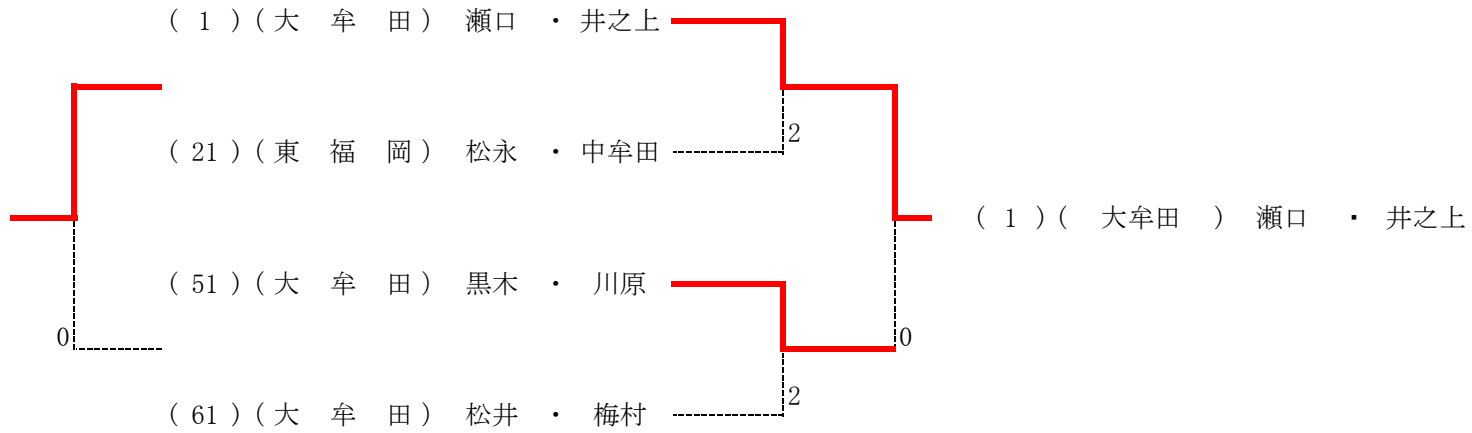 ( 1 ) ( 大 牟 田 ) 瀬口 ・ 井之上
2
( 21 ) ( 東 福 岡 ) 松永 ・ 中牟田
( 1 ) ( 大牟田 ) 瀬口 ・ 井之上
( 51 ) ( 大 牟 田 ) 黒木 ・ 川原
0
0
2
( 61 ) ( 大 牟 田 ) 松井 ・ 梅村